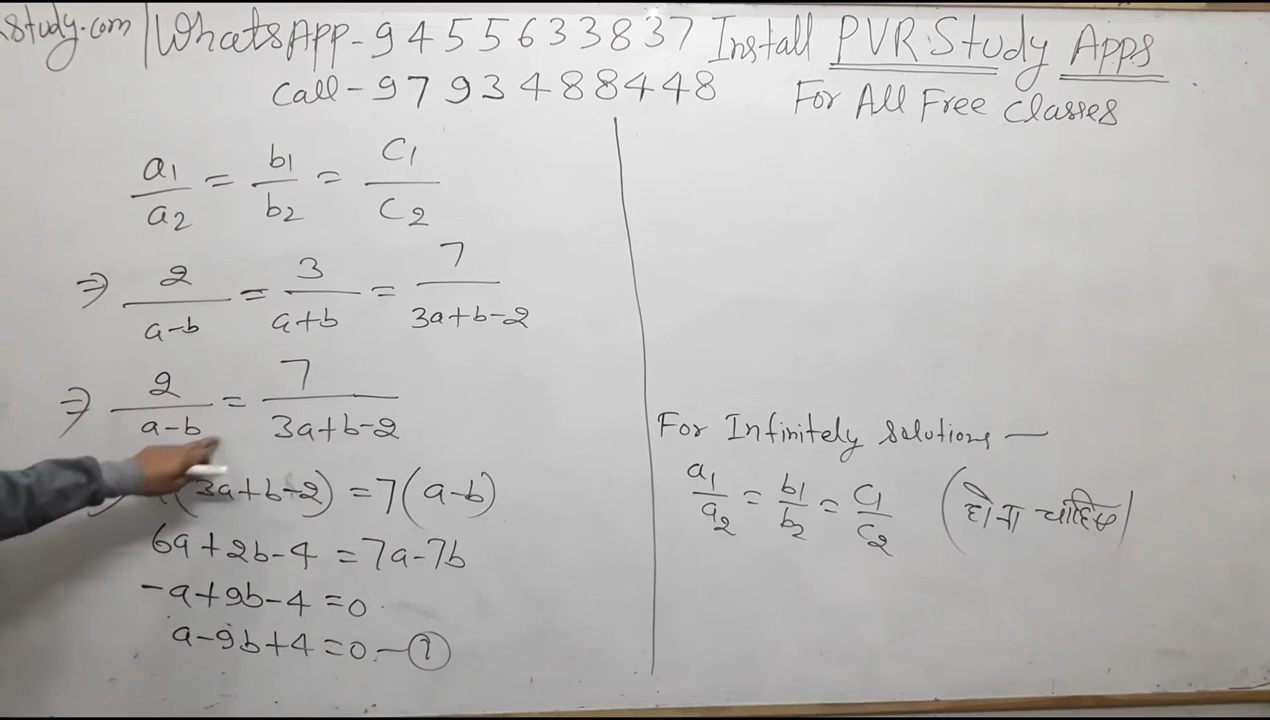 study.com | WhatsApp-9455633837 Install PVR Study Apps
Call-9793488448 For All Free Classes
a1/a2 = b1/b2 = C1/C2
⇒ 2/(a-b) = 3/(a+b) = 7/(3a+b-2)
⇒ 2/(a-b) = 7/(3a+b-2)
(3a+b-2) = 7(a-b)
6a+2b-4 = 7a-7b
-a+9b-4 = 0
a-9b+4 = 0 — 1
For Infinitely Solutions —
a1/a2 = b1/b2 = C1/C2 (होना चाहिए)